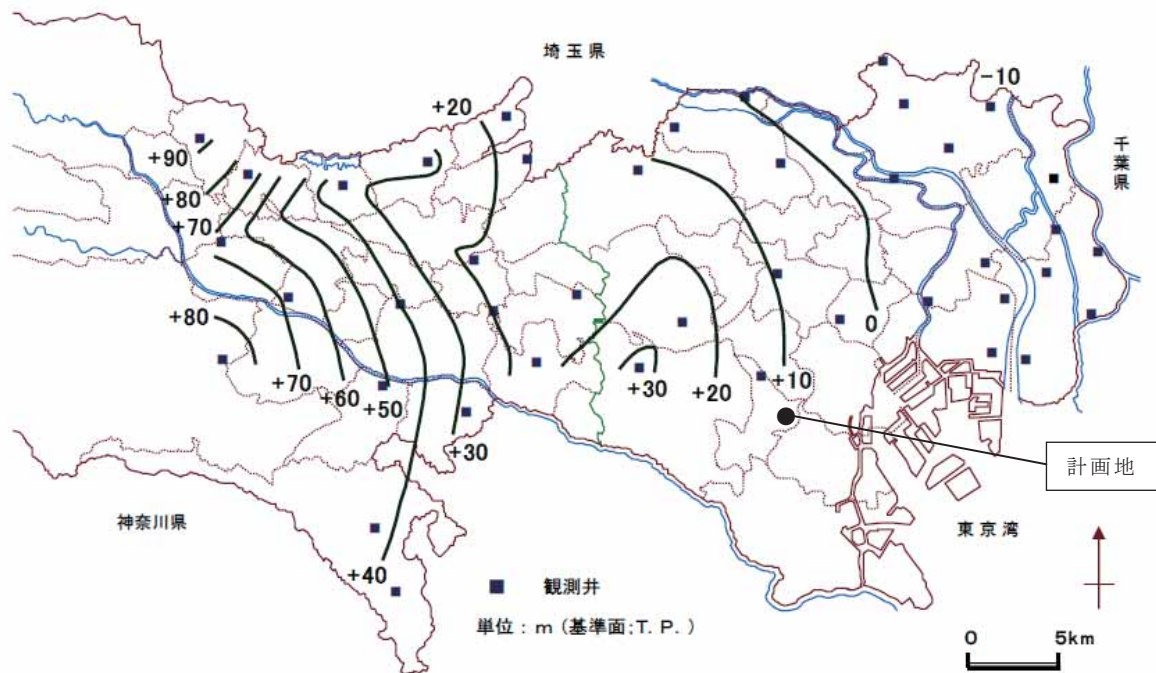 埼玉県
-10
+20
千葉県
+90
+80
+70
+80
0
+30
+10
+70
+20
+60
+50
+30
計画地
神奈川県
東京湾
+40
観測井
単位:m(基準面;T.P.)
0 5km